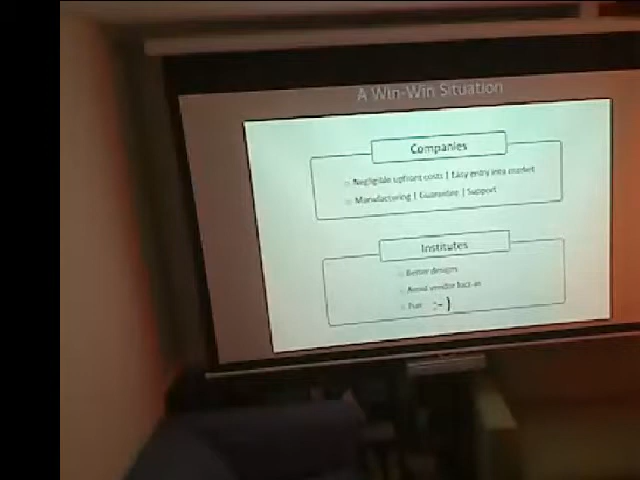 A Win-Win Situation
Companies
Negligible upfront costs | Easy entry into market
Manufacturing | Guarantee | Support
Institutes
Better designs
Avoid vendor lock-in
Fun :-)